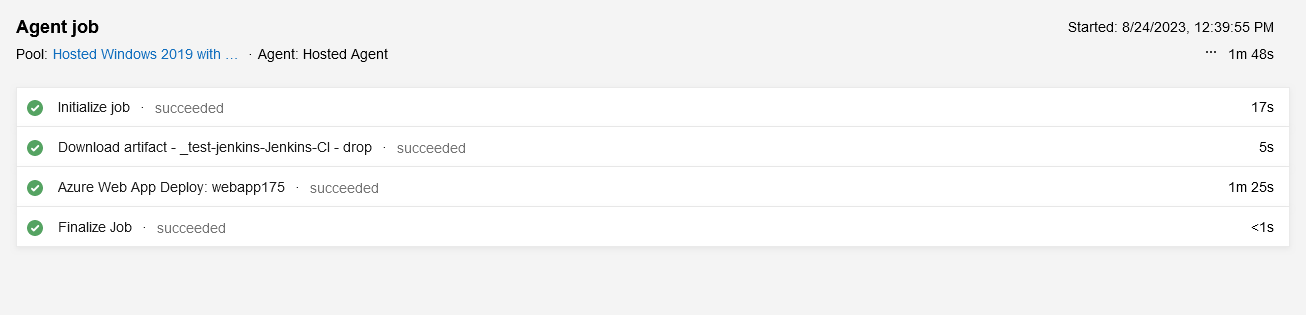 Agent job
Started: 8/24/2023, 12:39:55 PM
Pool: Hosted Windows 2019 with … · Agent: Hosted Agent
··· 1m 48s
Initialize job · succeeded 17s
Download artifact - _test-jenkins-Jenkins-CI - drop · succeeded 5s
Azure Web App Deploy: webapp175 · succeeded 1m 25s
Finalize Job · succeeded <1s